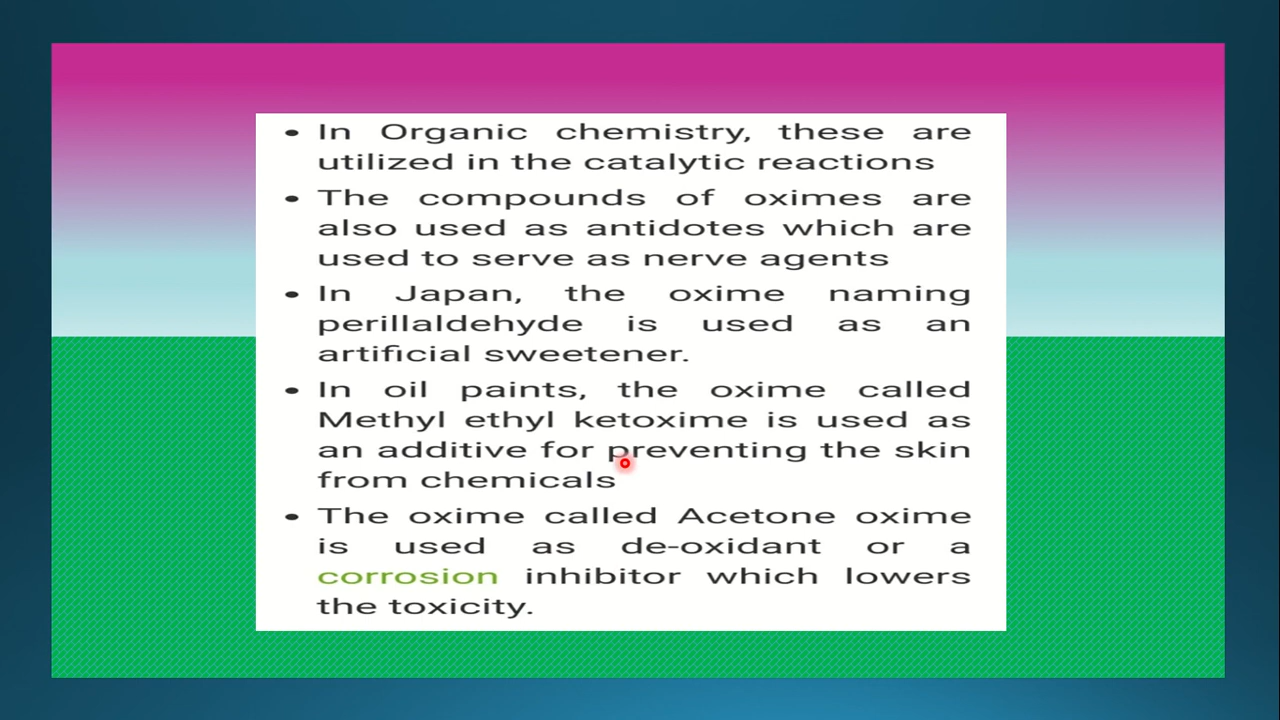 • In Organic chemistry, these are
utilized in the catalytic reactions
• The compounds of oximes are
also used as antidotes which are
used to serve as nerve agents
• In Japan, the oxime naming
perillaldehyde is used as an
artificial sweetener.
• In oil paints, the oxime called
Methyl ethyl ketoxime is used as
an additive for preventing the skin
from chemicals
• The oxime called Acetone oxime
is used as de-oxidant or a
corrosion inhibitor which lowers
the toxicity.